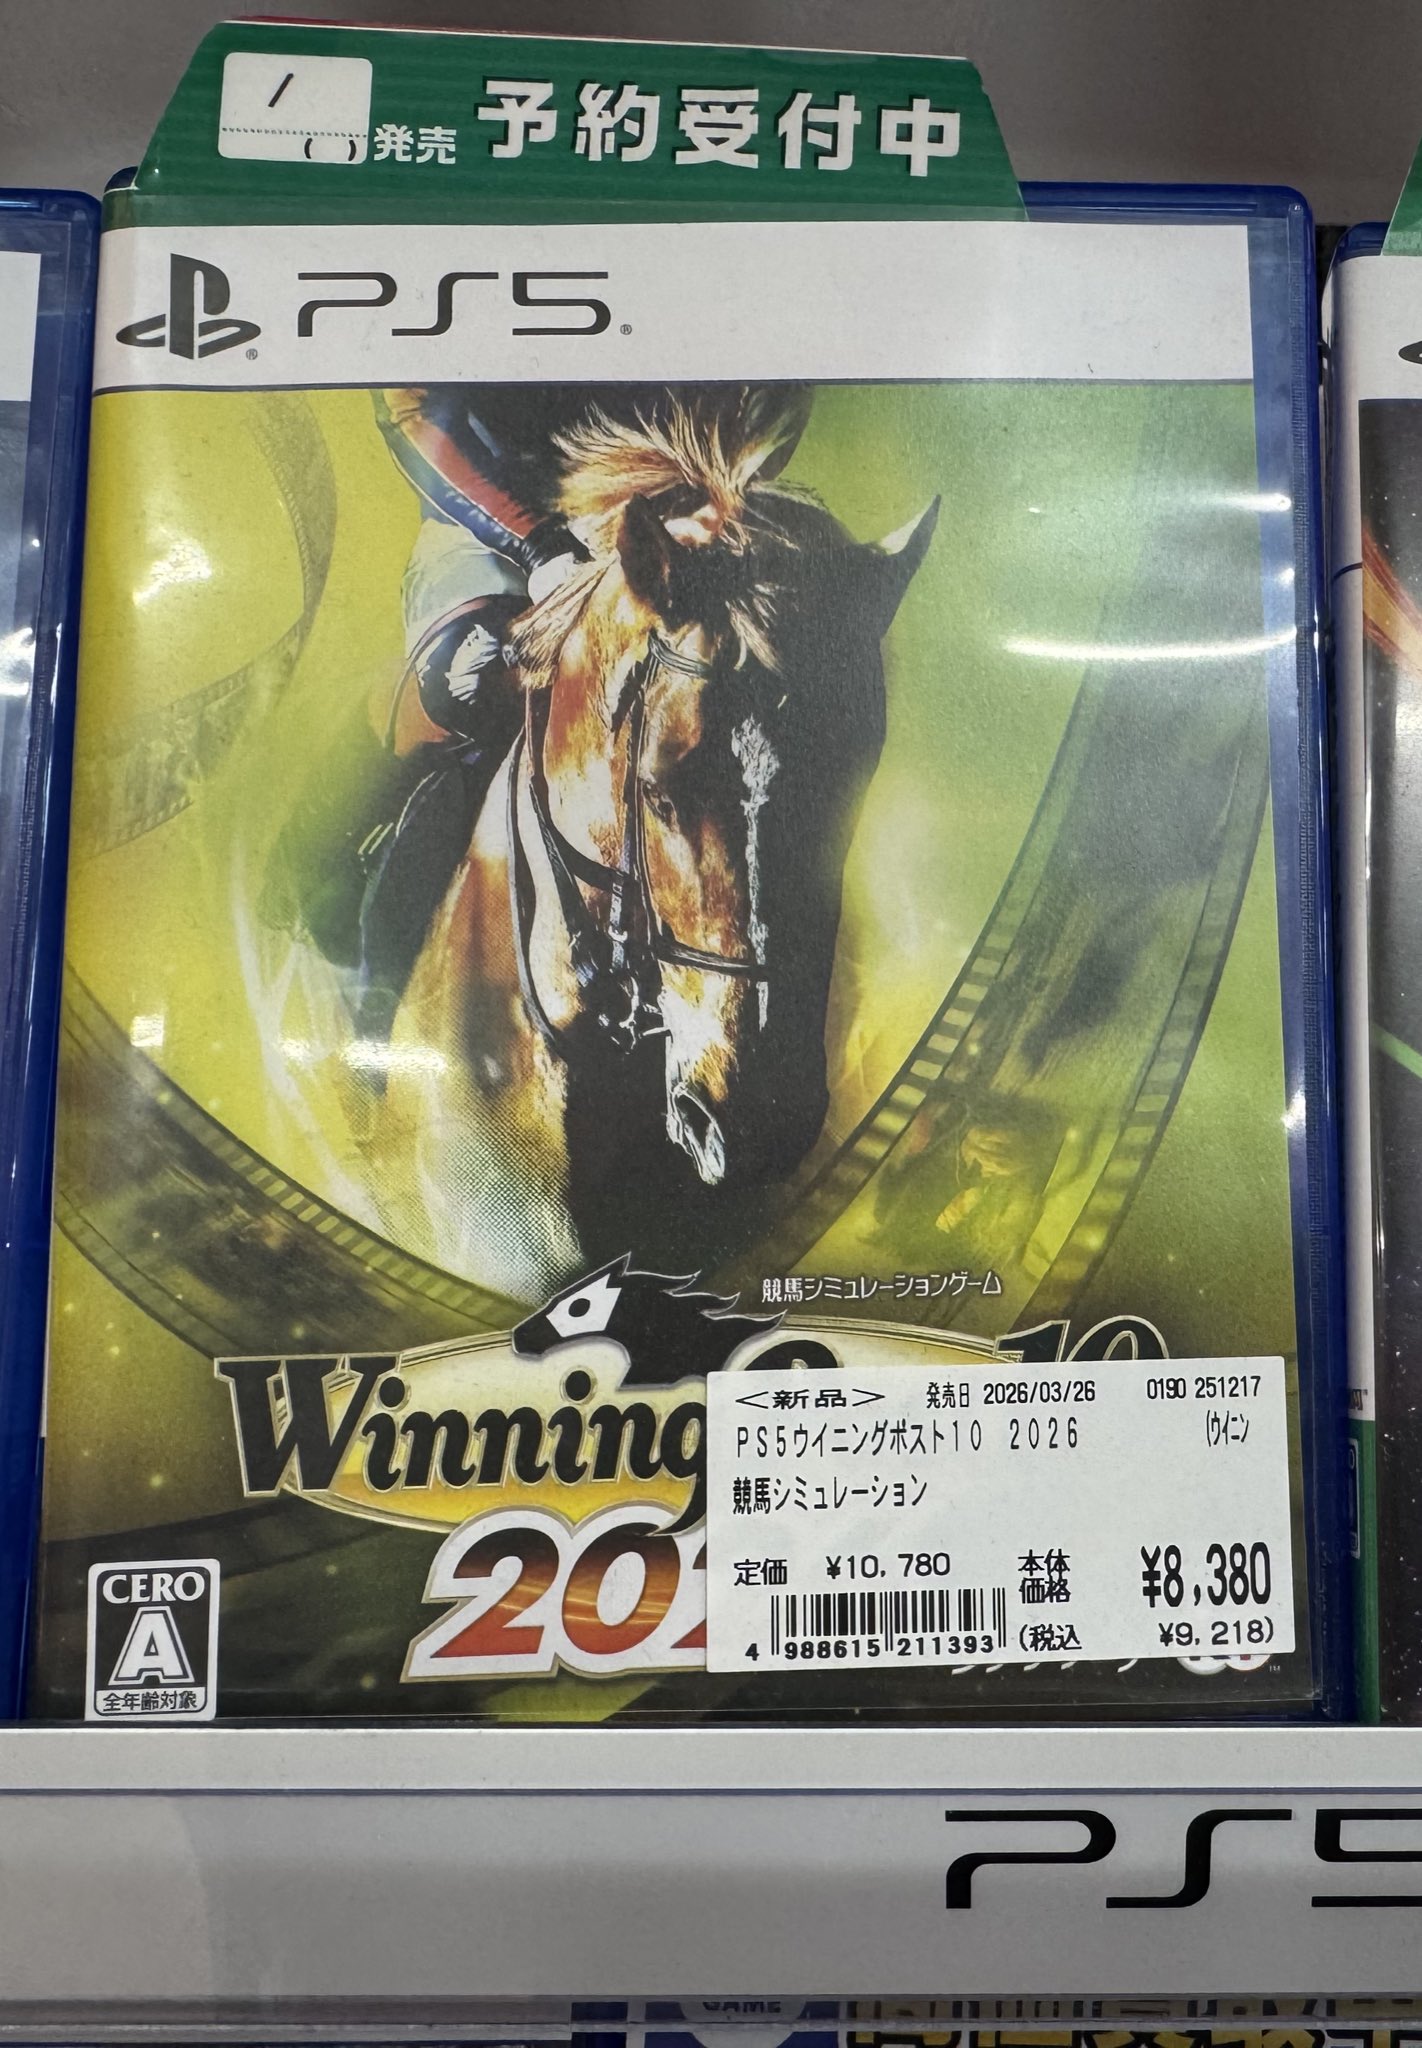 /
( )発売 予約受付中
PS5®
競馬シミュレーションゲーム
Winning
202
CERO
A
全年齢対象
<新品> 発売日 2026/03/26 0190 251217
PS5ウイニングポスト10 2026 (ウイニン
競馬シミュレーション
定価 ¥10,780 本体価格 ¥8,380
4 988615 211393 (税込 ¥9,218)
PS5
GAME